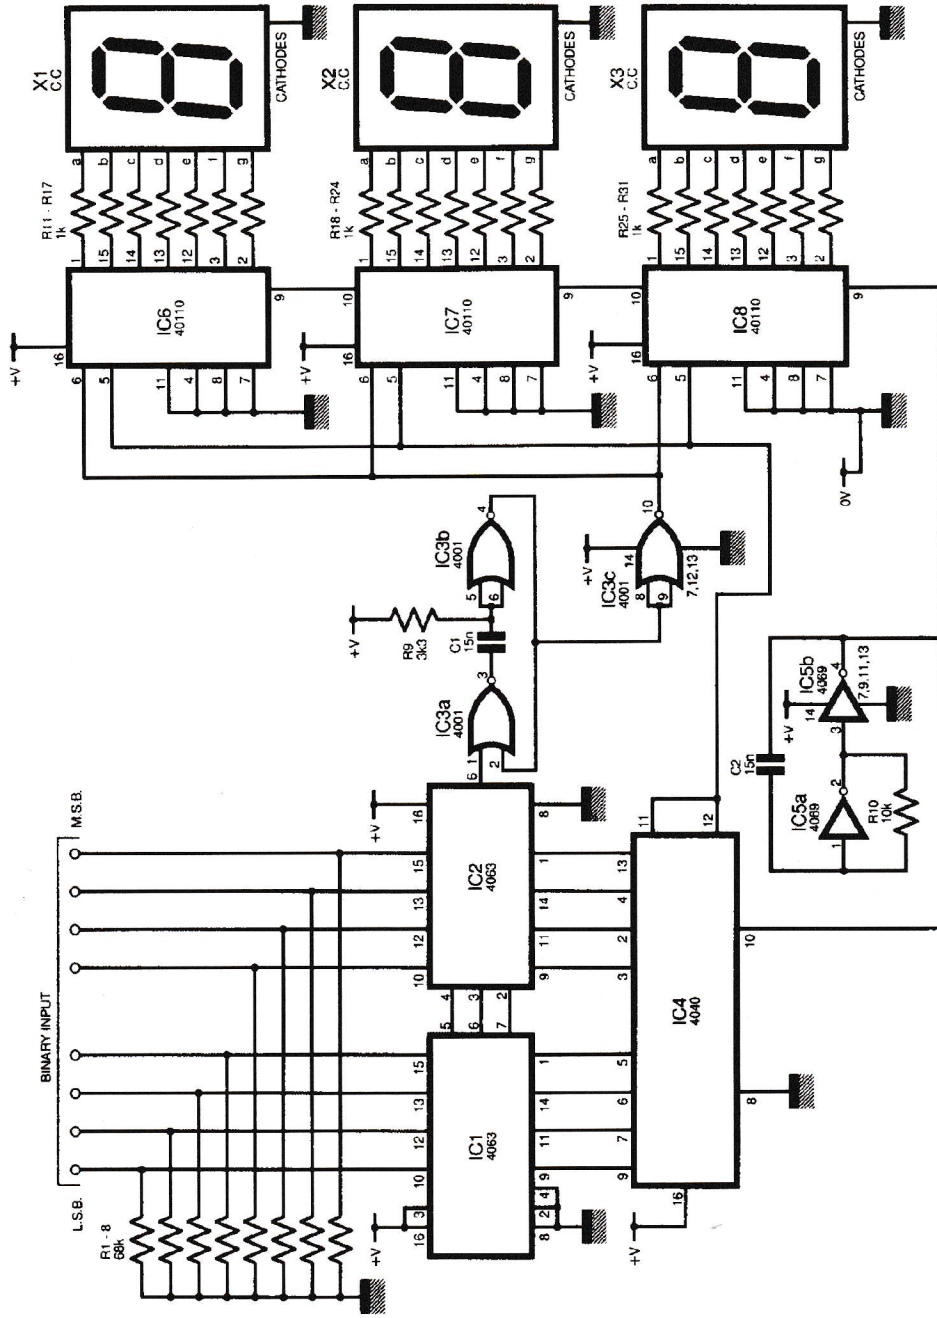 BINARY INPUT
L.S.B.
M.S.B.
R1 - 8
68k
+V
16
3
10
12
13
15
IC1
4063
8
2
4
9
11
14
1
5
6
7
4
3
2
+V
16
10
12
13
15
IC2
4063
9
11
14
1
8
6
+V
16
9
7
6
5
3
2
4
13
IC4
4040
8
10
11
12
1
2
IC3a
4001
3
C1
15n
+V
R9
3k3
5
6
IC3b
4001
4
+V
14
8
9
IC3c
4001
10
7,12,13
C2
15n
1
IC5a
4069
2
R10
10k
+V
14
3
IC5b
4069
4
7,9,11,13
0V
+V
16
6
5
11
4
8
7
IC6
40110
9
1
15
14
13
12
3
2
R11 - R17
1k
a
b
c
d
e
f
g
X1
C.C
CATHODES
+V
16
6
5
11
4
8
7
IC7
40110
10
9
1
15
14
13
12
3
2
R18 - R24
1k
a
b
c
d
e
f
g
X2
C.C
CATHODES
+V
16
6
5
11
4
8
7
IC8
40110
10
9
1
15
14
13
12
3
2
R25 - R31
1k
a
b
c
d
e
f
g
X3
C.C
CATHODES